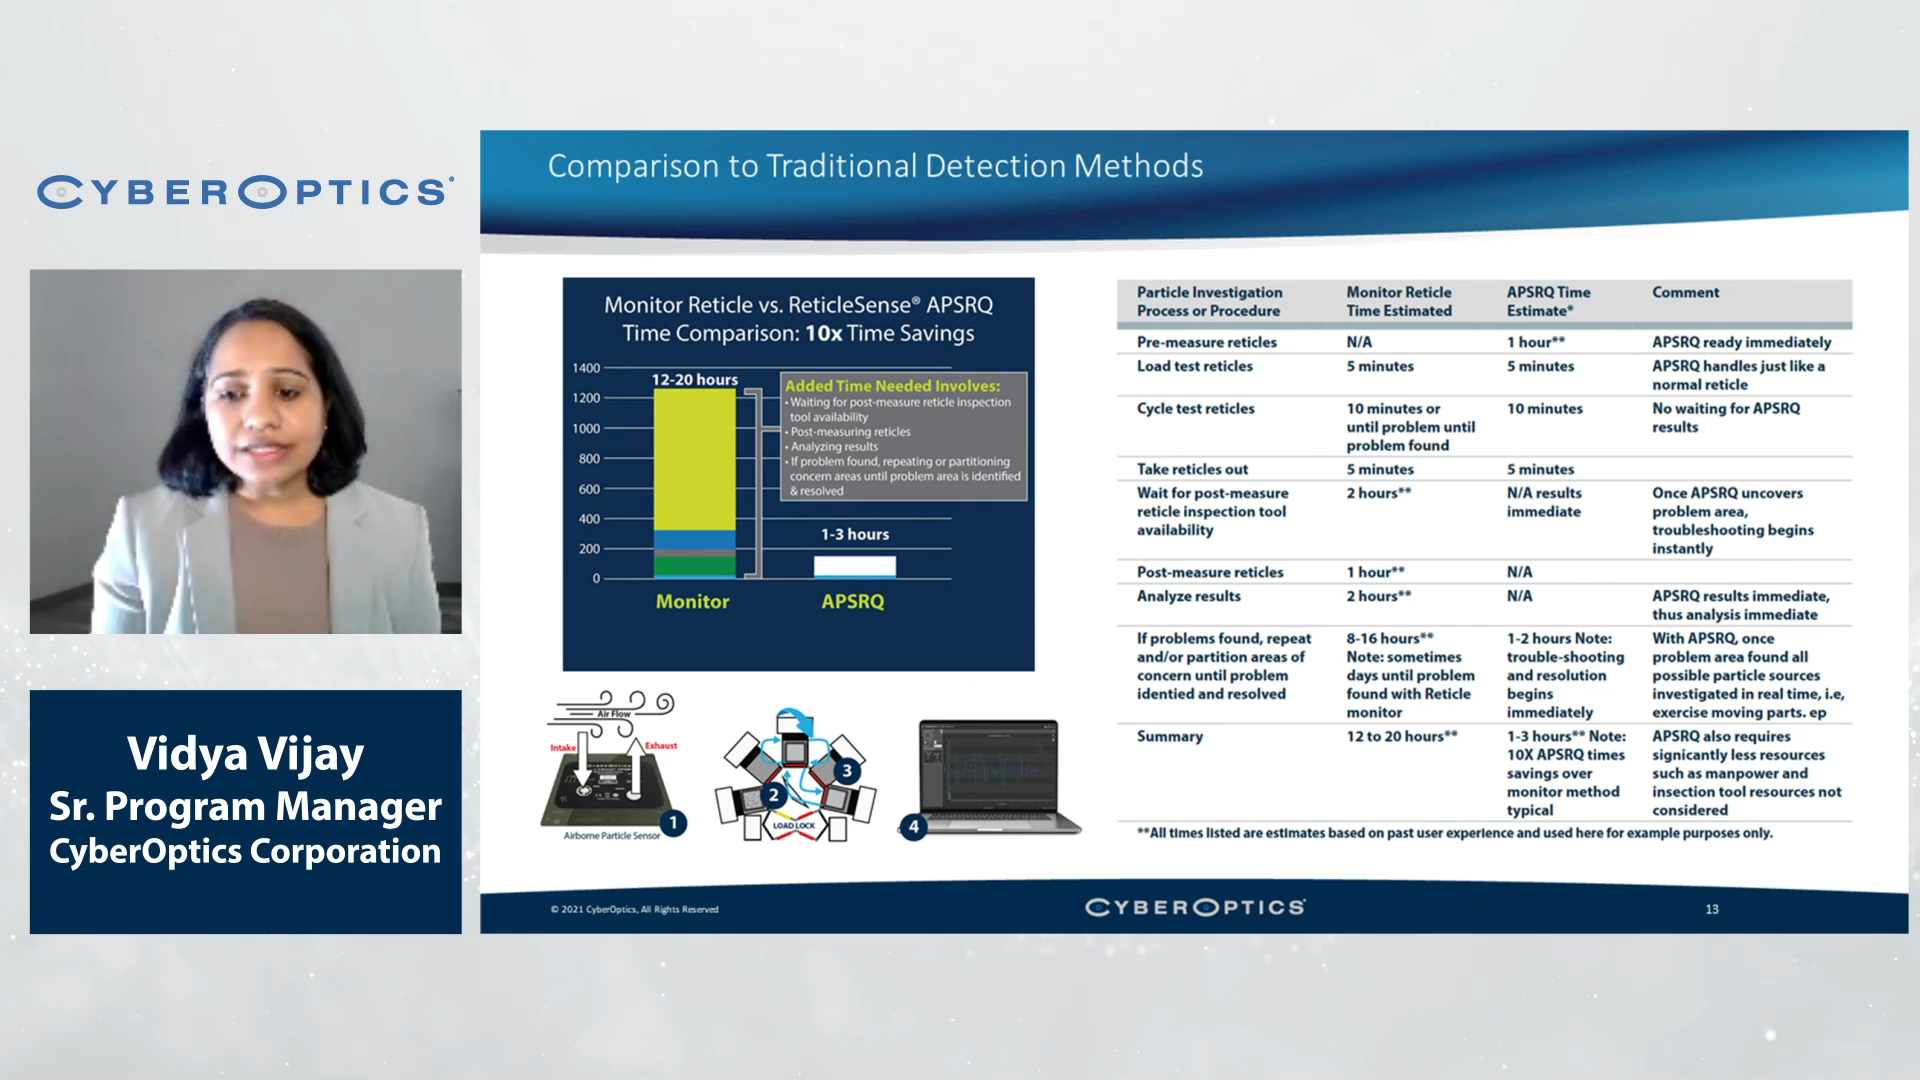 CYBEROPTICS
Vidya Vijay
Sr. Program Manager
CyberOptics Corporation
Comparison to Traditional Detection Methods
Monitor Reticle vs. ReticleSense® APSRQ
Time Comparison: 10x Time Savings
1400
1200
1000
800
600
400
200
0
12-20 hours
Added Time Needed Involves:
• Waiting for post-measure reticle inspection
tool availability
• Post-measuring reticles
• Analyzing results
• If problem found, repeating or partitioning
concern areas until problem area is identified
& resolved
1-3 hours
Monitor
APSRQ
Air Flow
Intake
Exhaust
Airborne Particle Sensor
1
2
3
LOAD LOCK
4
Particle Investigation
Process or Procedure
Monitor Reticle
Time Estimated
APSRQ Time
Estimate*
Comment
Pre-measure reticles
N/A
1 hour**
APSRQ ready immediately
Load test reticles
5 minutes
5 minutes
APSRQ handles just like a
normal reticle
Cycle test reticles
10 minutes or
until problem until
problem found
10 minutes
No waiting for APSRQ
results
Take reticles out
5 minutes
5 minutes
Wait for post-measure
reticle inspection tool
availability
2 hours**
N/A results
immediate
Once APSRQ uncovers
problem area,
troubleshooting begins
instantly
Post-measure reticles
1 hour**
N/A
Analyze results
2 hours**
N/A
APSRQ results immediate,
thus analysis immediate
If problems found, repeat
and/or partition areas of
concern until problem
identied and resolved
8-16 hours**
Note: sometimes
days until problem
found with Reticle
monitor
1-2 hours Note:
trouble-shooting
and resolution
begins
immediately
With APSRQ, once
problem area found all
possible particle sources
investigated in real time, i.e,
exercise moving parts. ep
Summary
12 to 20 hours**
1-3 hours** Note:
10X APSRQ times
savings over
monitor method
typical
APSRQ also requires
signicantly less resources
such as manpower and
insection tool resources not
considered
**All times listed are estimates based on past user experience and used here for example purposes only.
© 2021 CyberOptics, All Rights Reserved
CYBEROPTICS
13